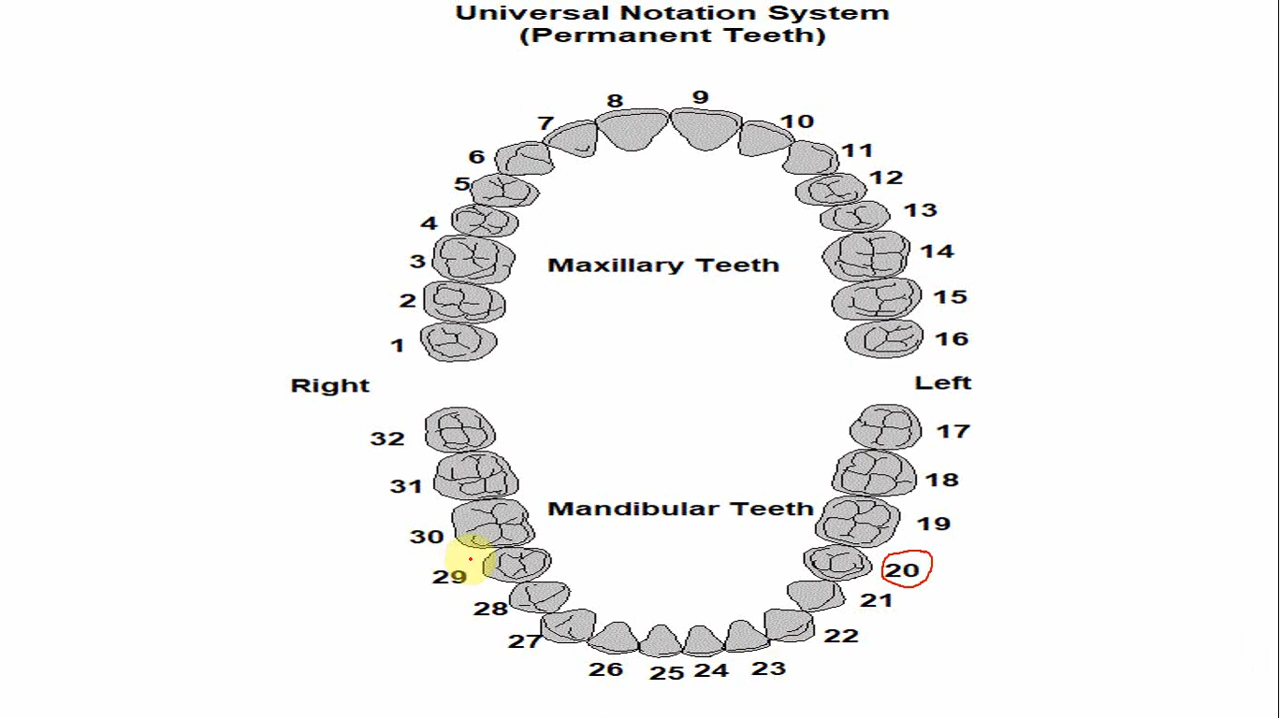 Universal Notation System
(Permanent Teeth)
8 9
7 10
6 11
5 12
4 13
3 Maxillary Teeth 14
2 15
1 16
Right Left
32 17
31 18
Mandibular Teeth
30 19
29 20
28 21
27 22
26 25 24 23